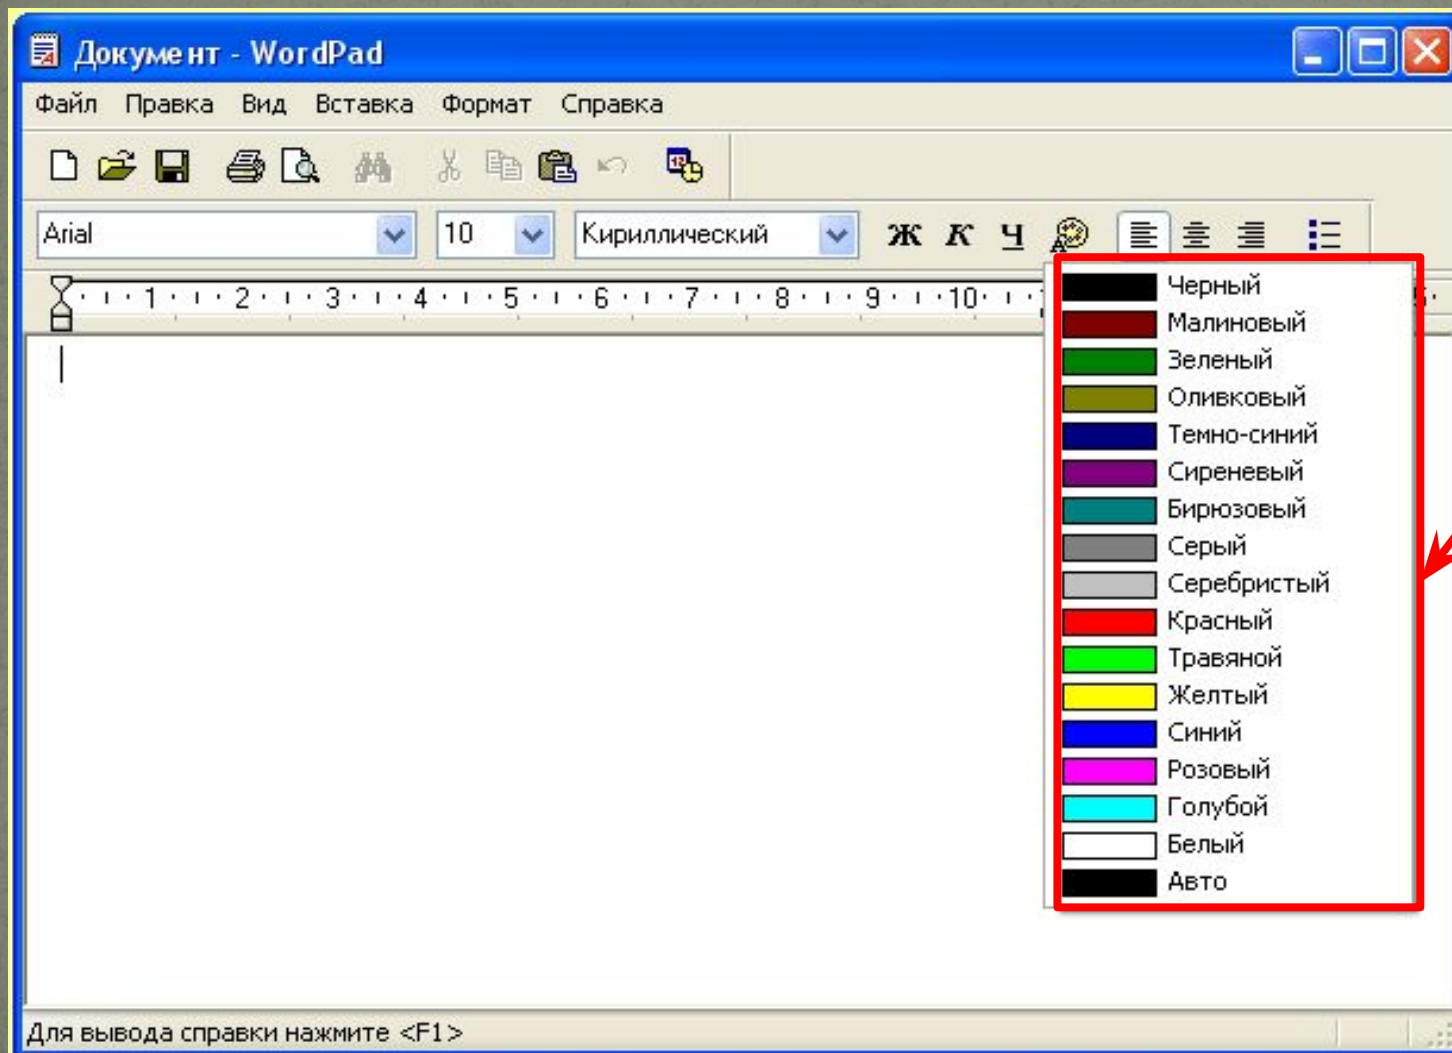 Документ - WordPad
Файл Правка Вид Вставка Формат Справка
Arial 10 Кириллический Ж К Ч
1 2 3 4 5 6 7 8 9 10
Черный
Малиновый
Зеленый
Оливковый
Темно-синий
Сиреневый
Бирюзовый
Серый
Серебристый
Красный
Травяной
Желтый
Синий
Розовый
Голубой
Белый
Авто
Для вывода справки нажмите <F1>